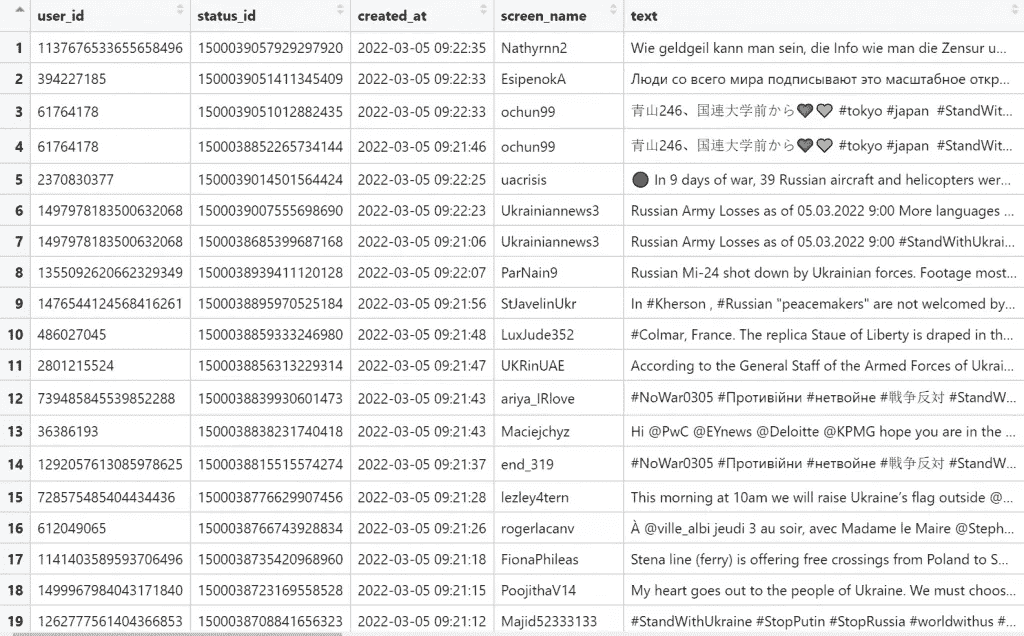 user_id status_id created_at screen_name text
1 1137676533655658496 1500039057929297920 2022-03-05 09:22:35 Nathyrnn2 Wie geldgeil kann man sein, die Info wie man die Zensur u...
2 394227185 1500039051411345409 2022-03-05 09:22:33 EsipenokA Люди со всего мира подписывают это масштабное откр...
3 61764178 1500039051012882435 2022-03-05 09:22:33 ochun99 青山246、国連大学前から🖤🤍 #tokyo #japan #StandWit...
4 61764178 1500038852265734144 2022-03-05 09:21:46 ochun99 青山246、国連大学前から🖤🤍 #tokyo #japan #StandWit...
5 2370830377 1500039014501564424 2022-03-05 09:22:25 uacrisis ⚫ In 9 days of war, 39 Russian aircraft and helicopters wer...
6 1497978183500632068 1500039007555698690 2022-03-05 09:22:23 Ukrainiannews3 Russian Army Losses as of 05.03.2022 9:00 More languages ...
7 1497978183500632068 1500038685399687168 2022-03-05 09:21:06 Ukrainiannews3 Russian Army Losses as of 05.03.2022 9:00 #StandWithUkrai...
8 1355092620662329349 1500038939411120128 2022-03-05 09:22:07 ParNain9 Russian Mi-24 shot down by Ukrainian forces. Footage most...
9 1476544124568416261 1500038895970525184 2022-03-05 09:21:56 StJavelinUkr In #Kherson , #Russian "peacemakers" are not welcomed by...
10 486027045 1500038859333246980 2022-03-05 09:21:48 LuxJude352 #Colmar, France. The replica Staue of Liberty is draped in th...
11 2801215524 1500038856313229314 2022-03-05 09:21:47 UKRinUAE According to the General Staff of the Armed Forces of Ukrai...
12 739485845539852288 1500038839930601473 2022-03-05 09:21:43 ariya_IRlove #NoWar0305 #Противійни #нетвойне #戦争反対 #StandW...
13 36386193 1500038838231740418 2022-03-05 09:21:43 Maciejchyz Hi @PwC @EYnews @Deloitte @KPMG hope you are in the ...
14 1292057613085978625 1500038815515574274 2022-03-05 09:21:37 end_319 #NoWar0305 #Противійни #нетвойне #戦争反対 #StandW...
15 728575485404434436 1500038776629907456 2022-03-05 09:21:28 lezley4tern This morning at 10am we will raise Ukraine’s flag outside @...
16 612049065 1500038766743928834 2022-03-05 09:21:26 rogerlacanv À @ville_albi jeudi 3 au soir, avec Madame le Maire @Steph...
17 1141403589593706496 1500038735420968960 2022-03-05 09:21:18 FionaPhileas Stena line (ferry) is offering free crossings from Poland to S...
18 1499967984043171840 1500038723169558528 2022-03-05 09:21:15 PoojithaV14 My heart goes out to the people of Ukraine. We must choos...
19 1262777561404366853 1500038708841656323 2022-03-05 09:21:12 Majid52333133 #StandWithUkraine #StopPutin #StopRussia #worldwithus #...